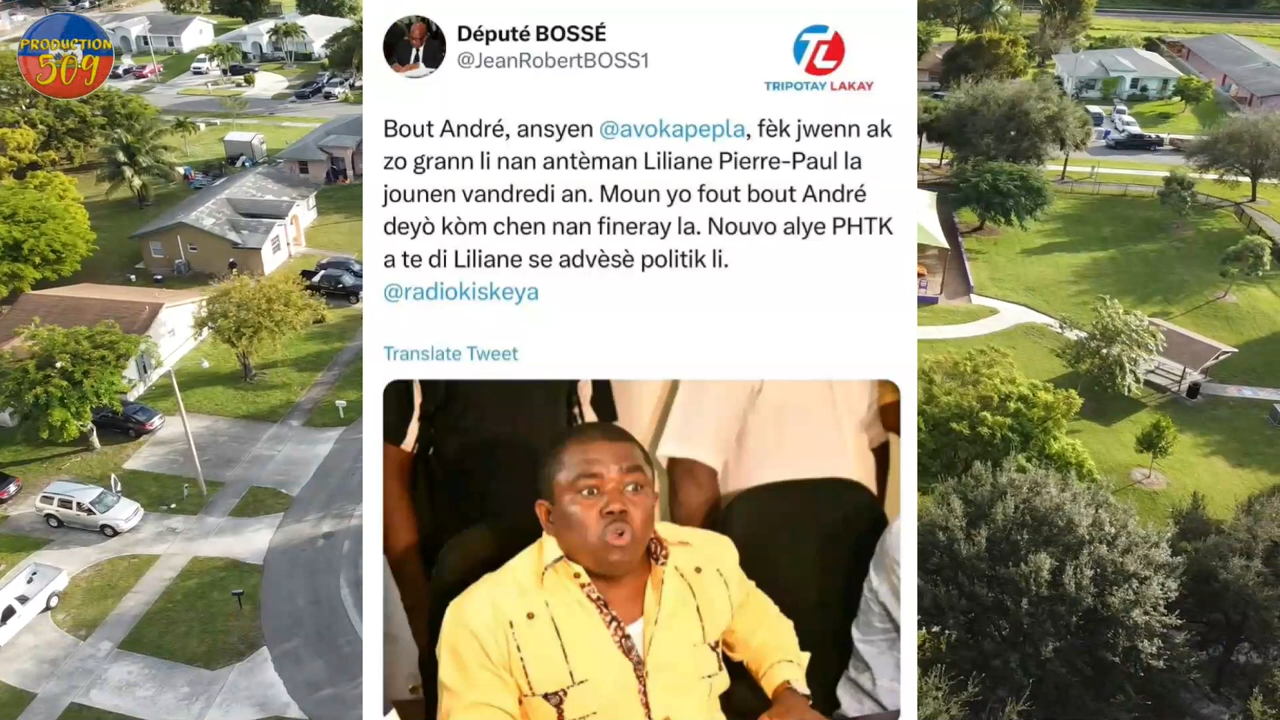 PRODUCTION
509
Député BOSSÉ
@JeanRobertBOSS1
TRIPOTAY LAKAY
Bout André, ansyen @avokapepla, fèk jwenn ak
zo grann li nan antèman Liliane Pierre-Paul la
jounen vandredi an. Moun yo fout bout André
deyò kòm chen nan fineray la. Nouvo alye PHTK
a te di Liliane se advèsè politik li.
@radiokiskeya
Translate Tweet